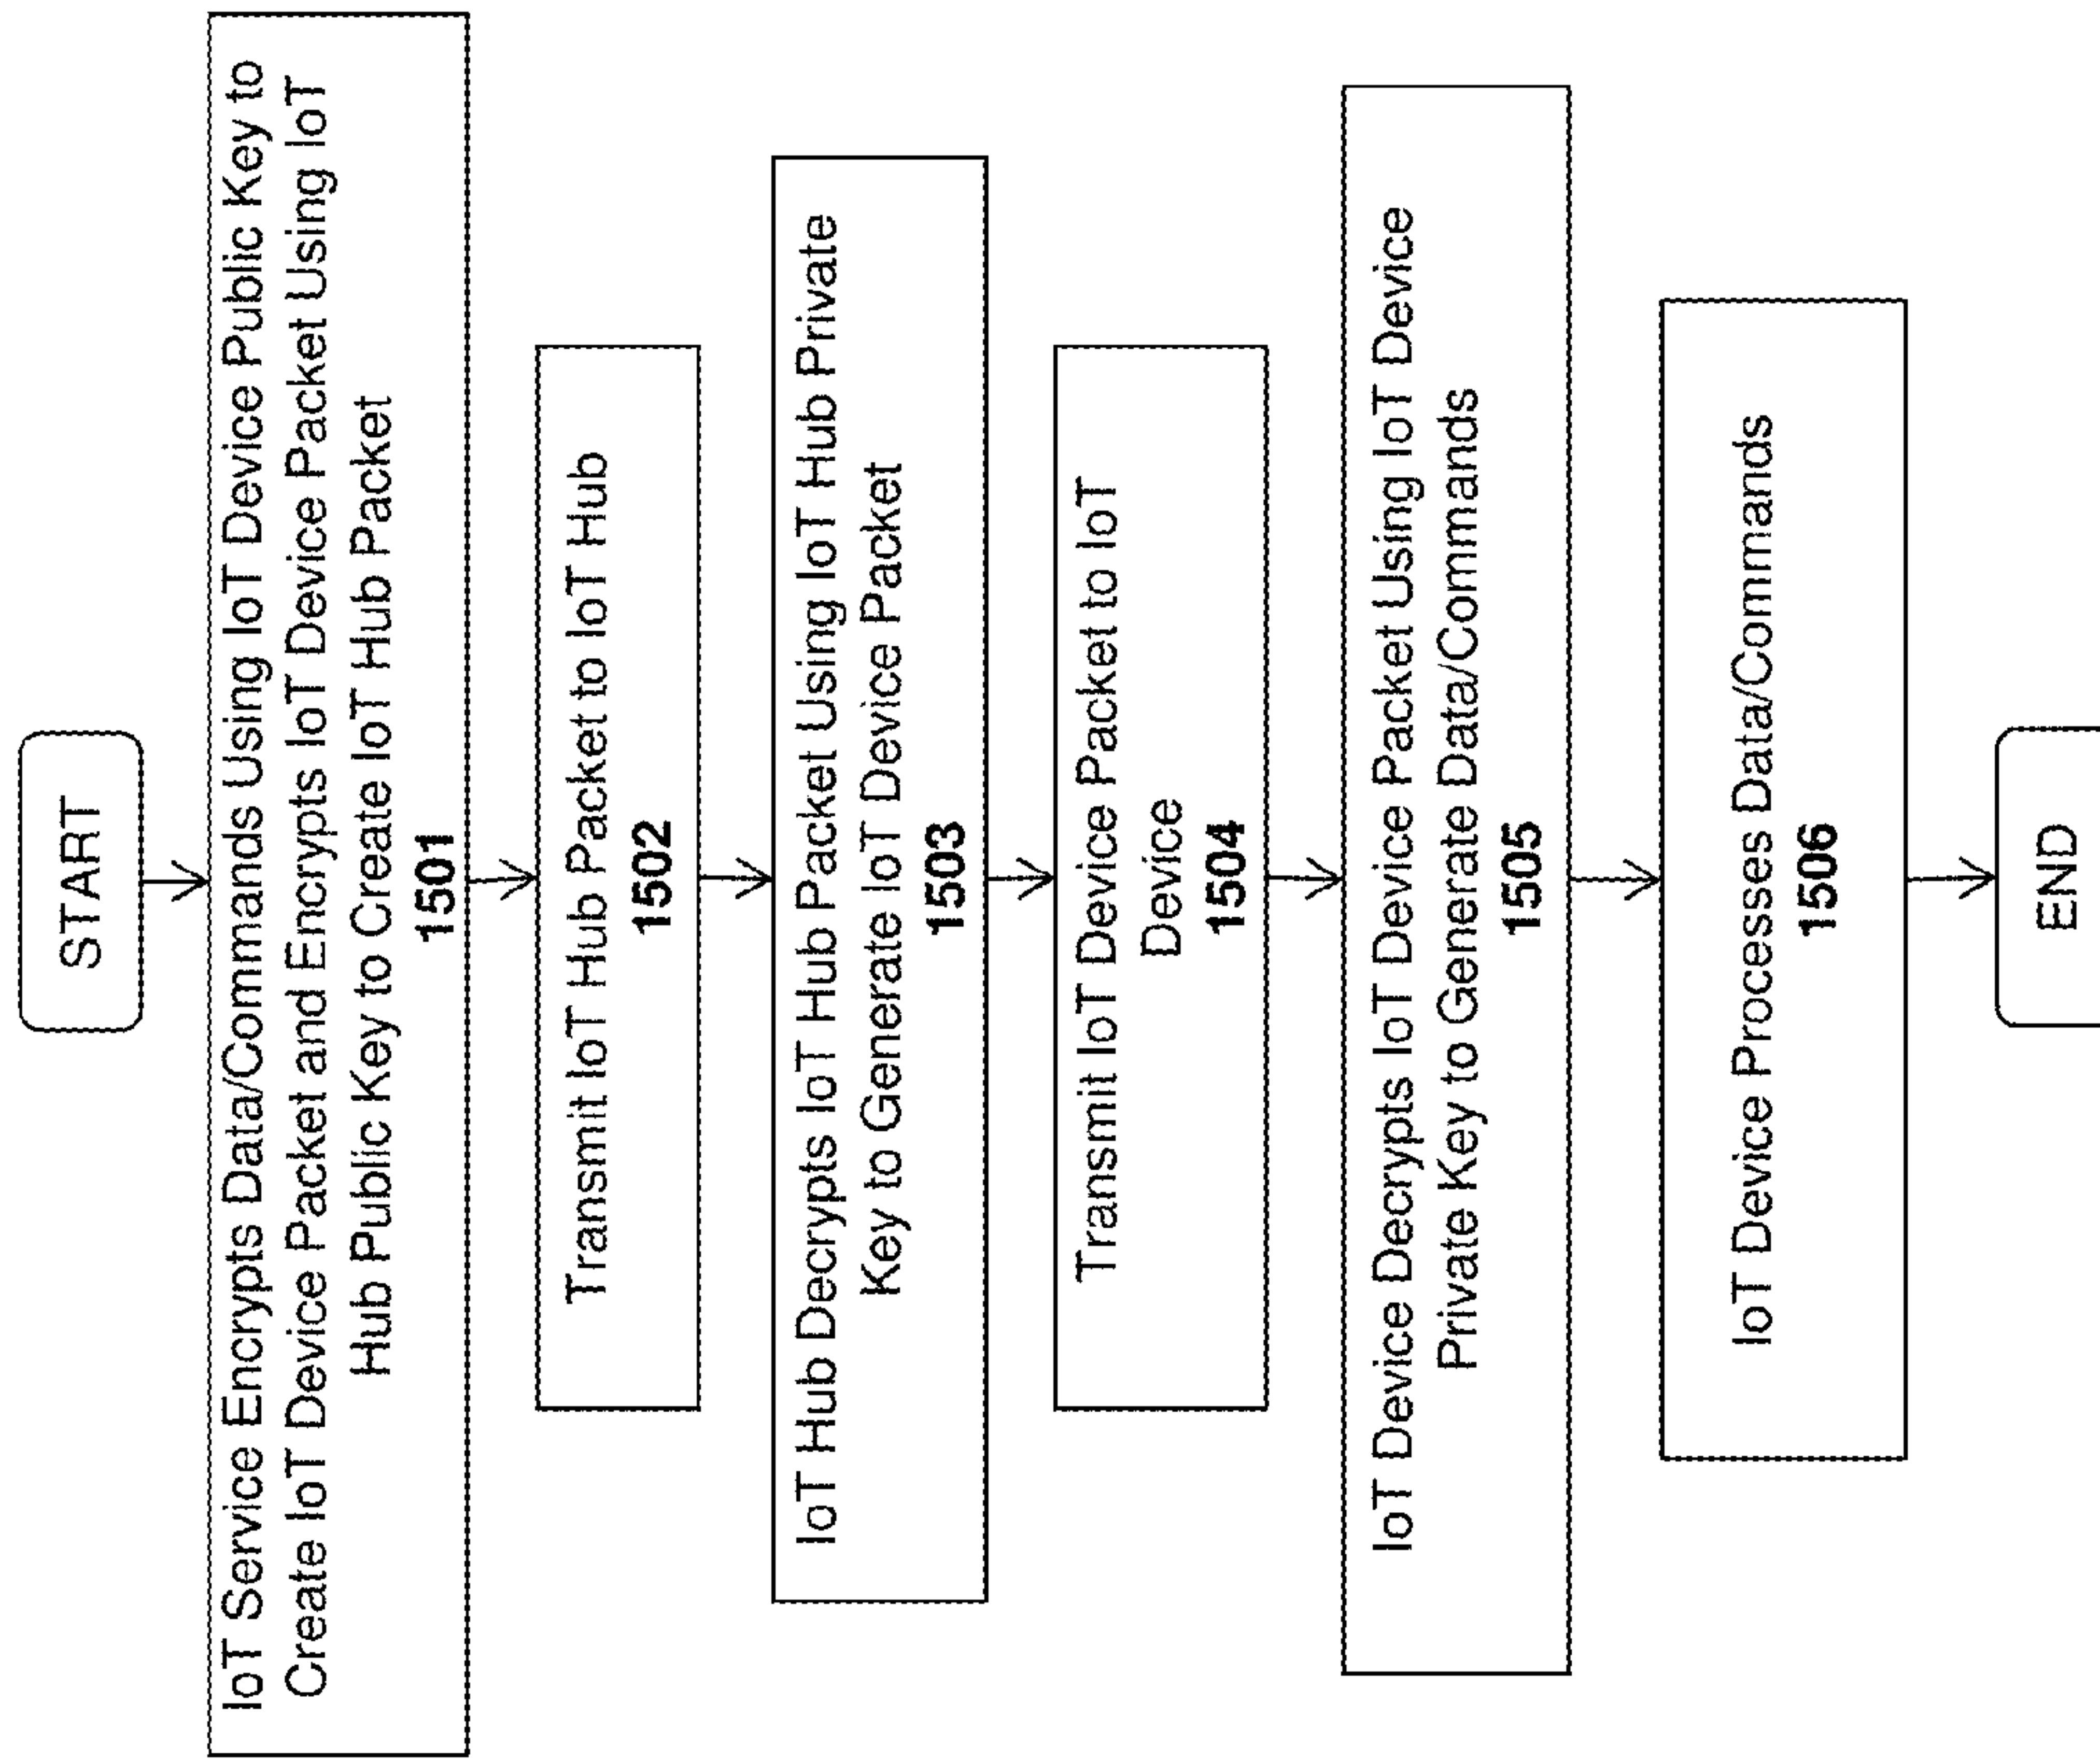 START
IoT Service Encrypts Data/Commands Using IoT Device Public Key to
Create IoT Device Packet and Encrypts IoT Device Packet Using IoT
Hub Public Key to Create IoT Hub Packet
1501
Transmit IoT Hub Packet to IoT Hub
1502
IoT Hub Decrypts IoT Hub Packet Using IoT Hub Private
Key to Generate IoT Device Packet
1503
Transmit IoT Device Packet to IoT
Device
1504
IoT Device Decrypts IoT Device Packet Using IoT Device
Private Key to Generate Data/Commands
1505
IoT Device Processes Data/Commands
1506
END